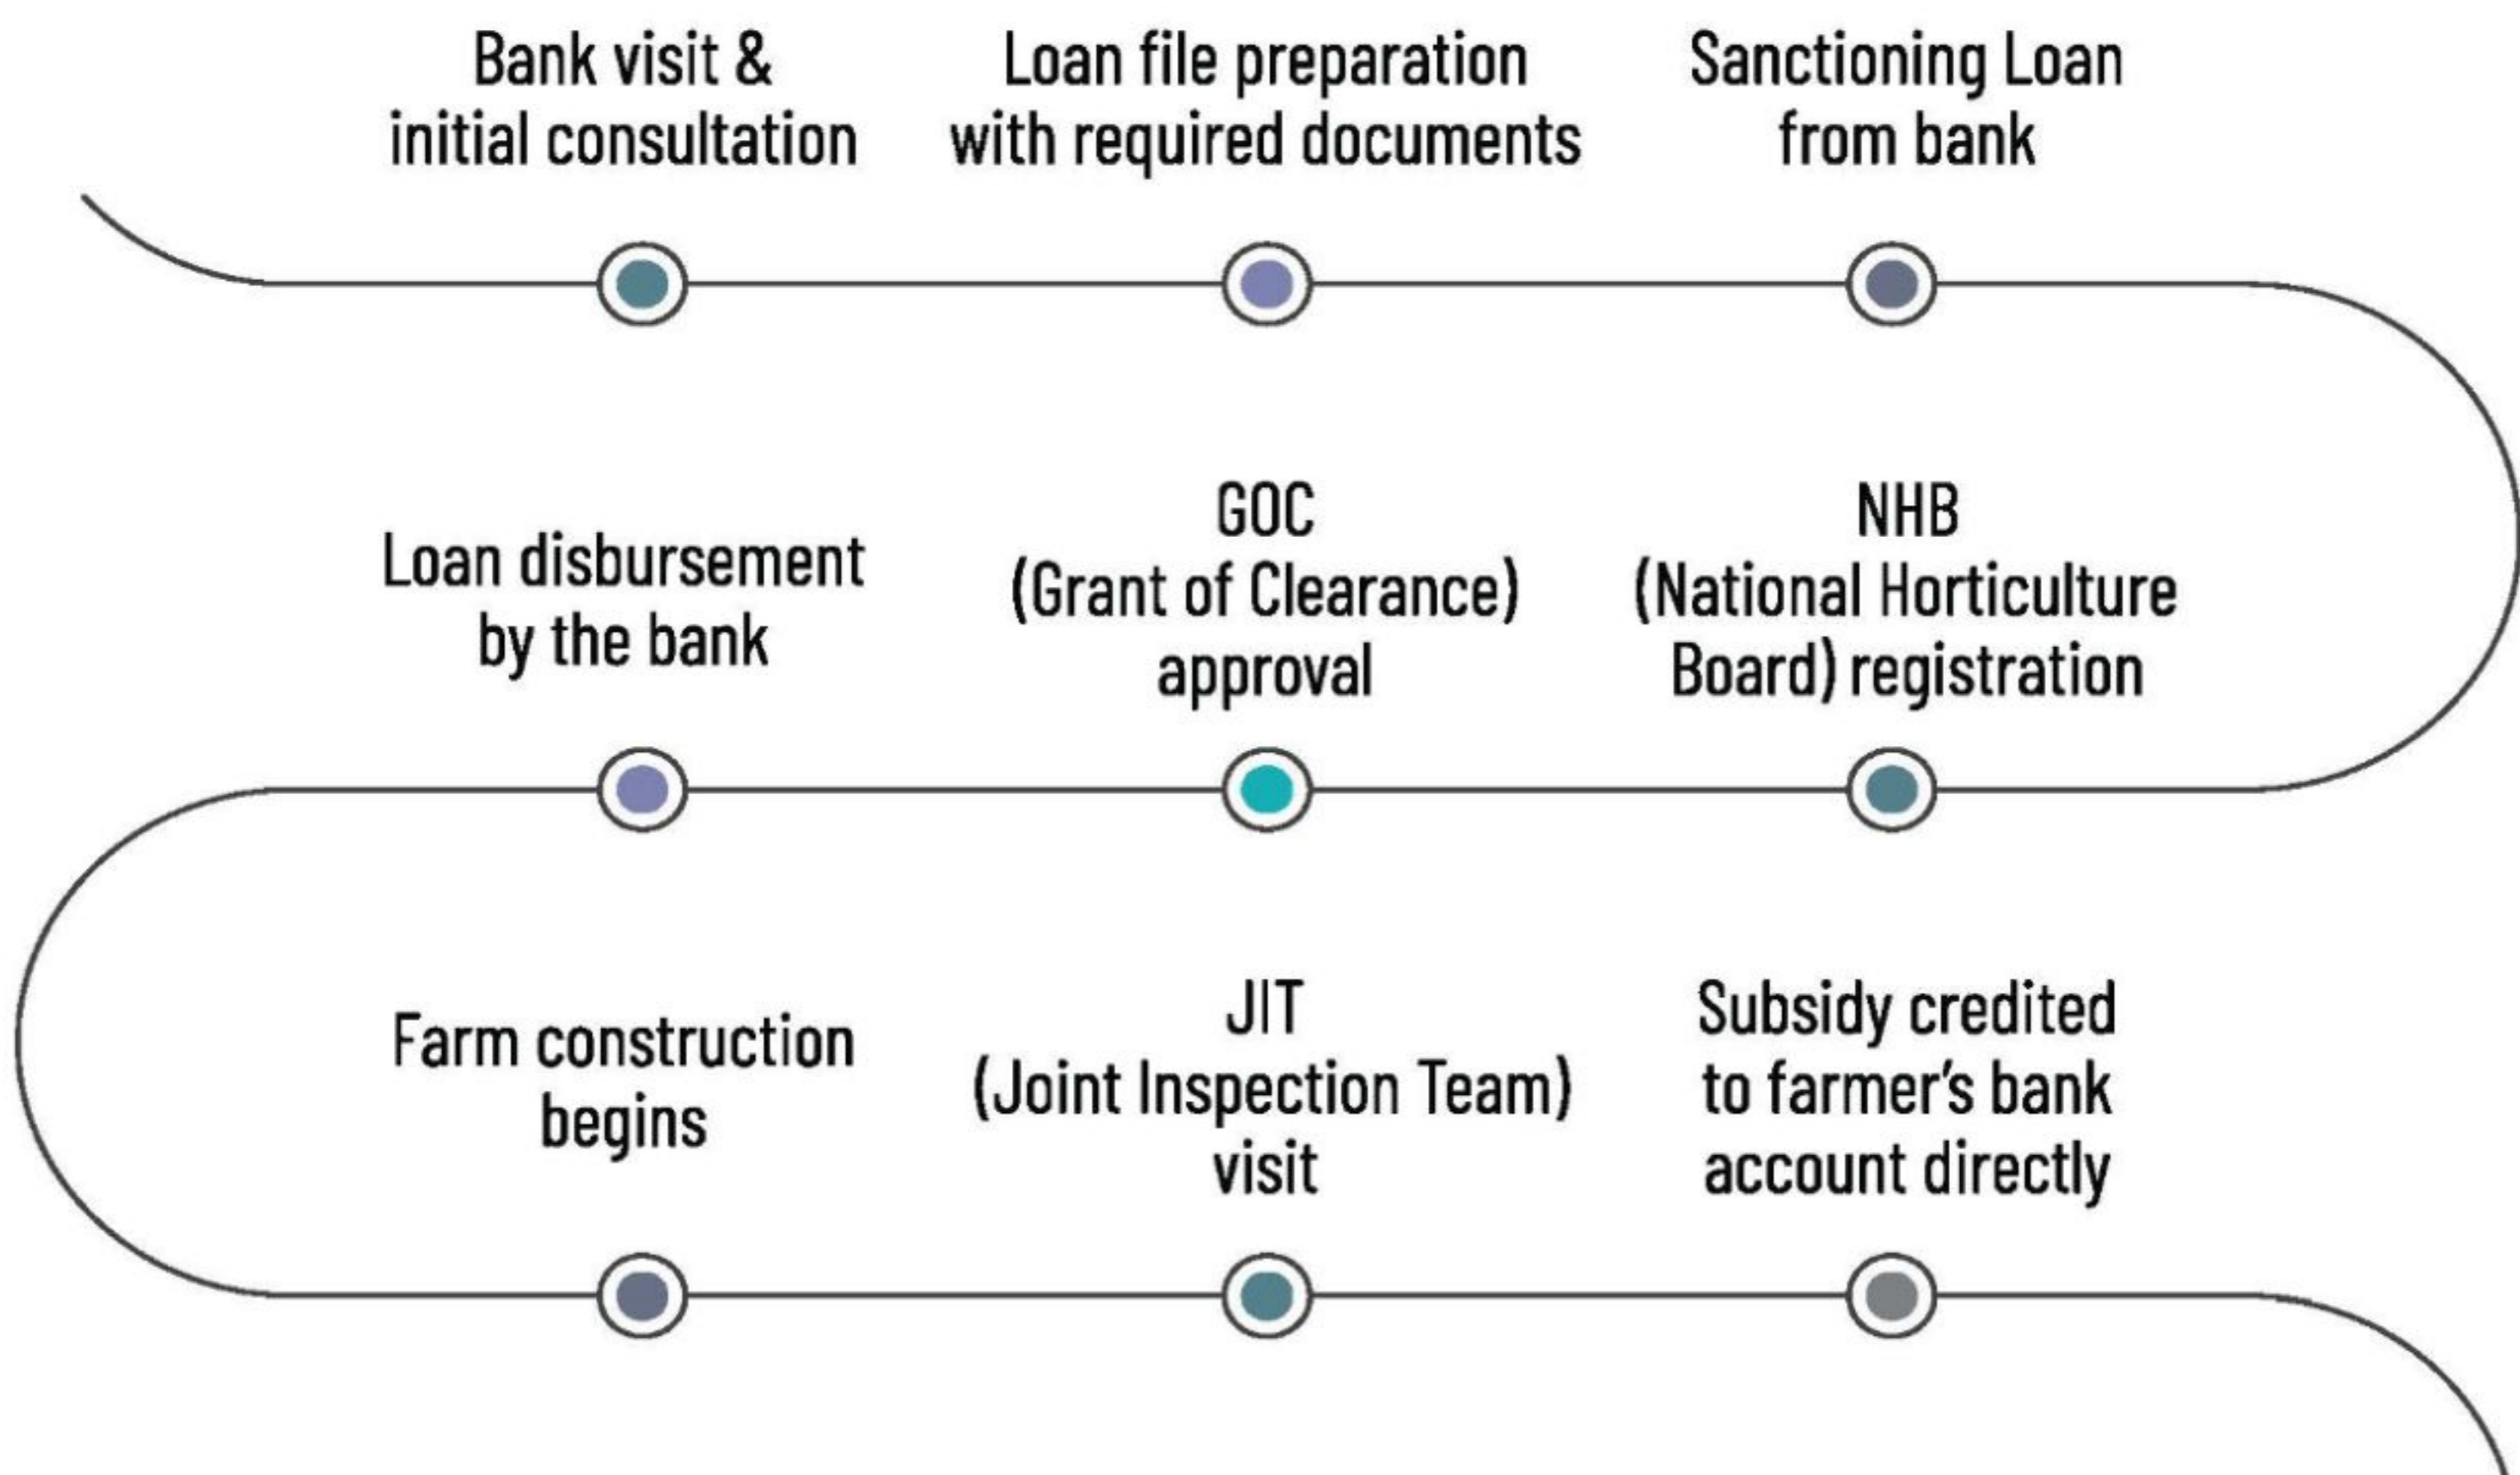 Bank visit &
initial consultation
Loan file preparation
with required documents
Sanctioning Loan
from bank
NHB
(National Horticulture
Board) registration
GOC
(Grant of Clearance)
approval
Loan disbursement
by the bank
Farm construction
begins
JIT
(Joint Inspection Team)
visit
Subsidy credited
to farmer's bank
account directly